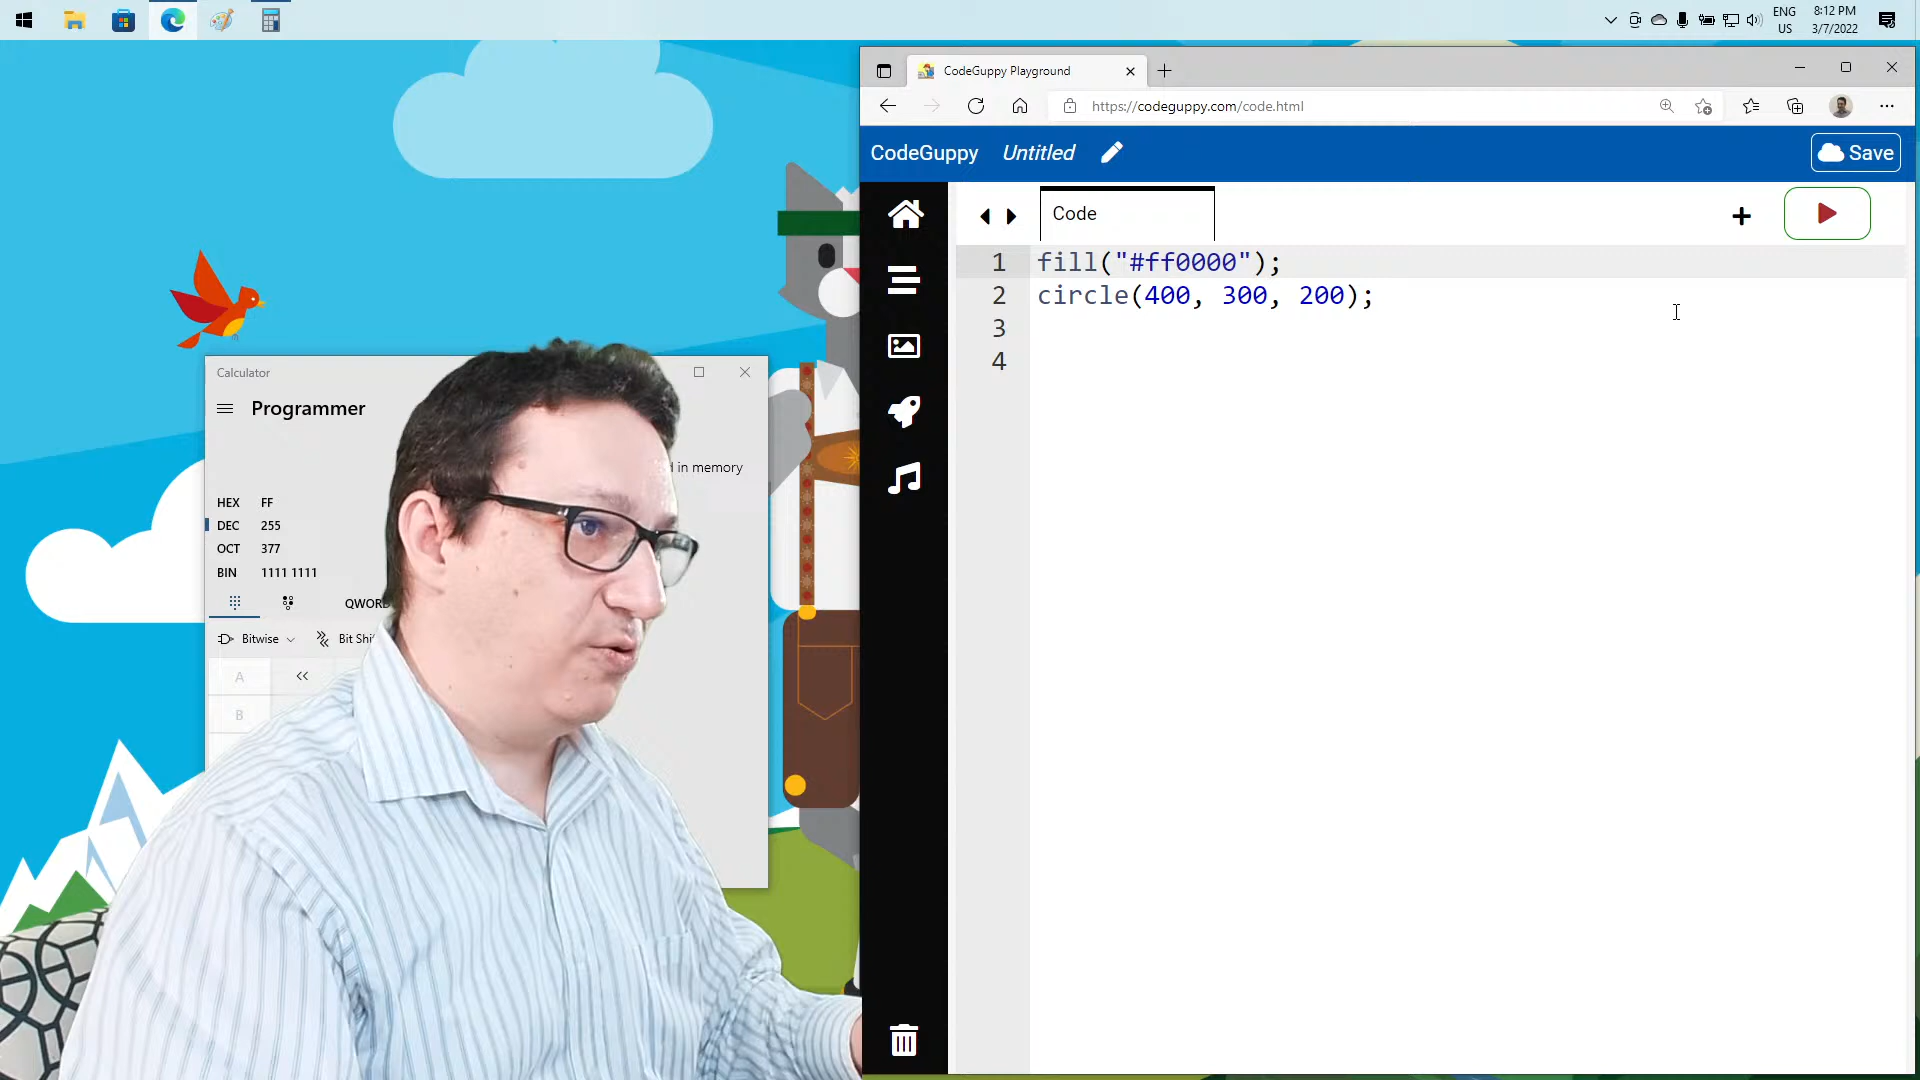 ENG
US
8:12 PM
3/7/2022
CodeGuppy Playground
https://codeguppy.com/code.html
CodeGuppy Untitled
Save
Code
1 fill("#ff0000");
2 circle(400, 300, 200);
3
4
Calculator
Programmer
in memory
HEX FF
DEC 255
OCT 377
BIN 1111 1111
QWORD
Bitwise
Bit
A
B